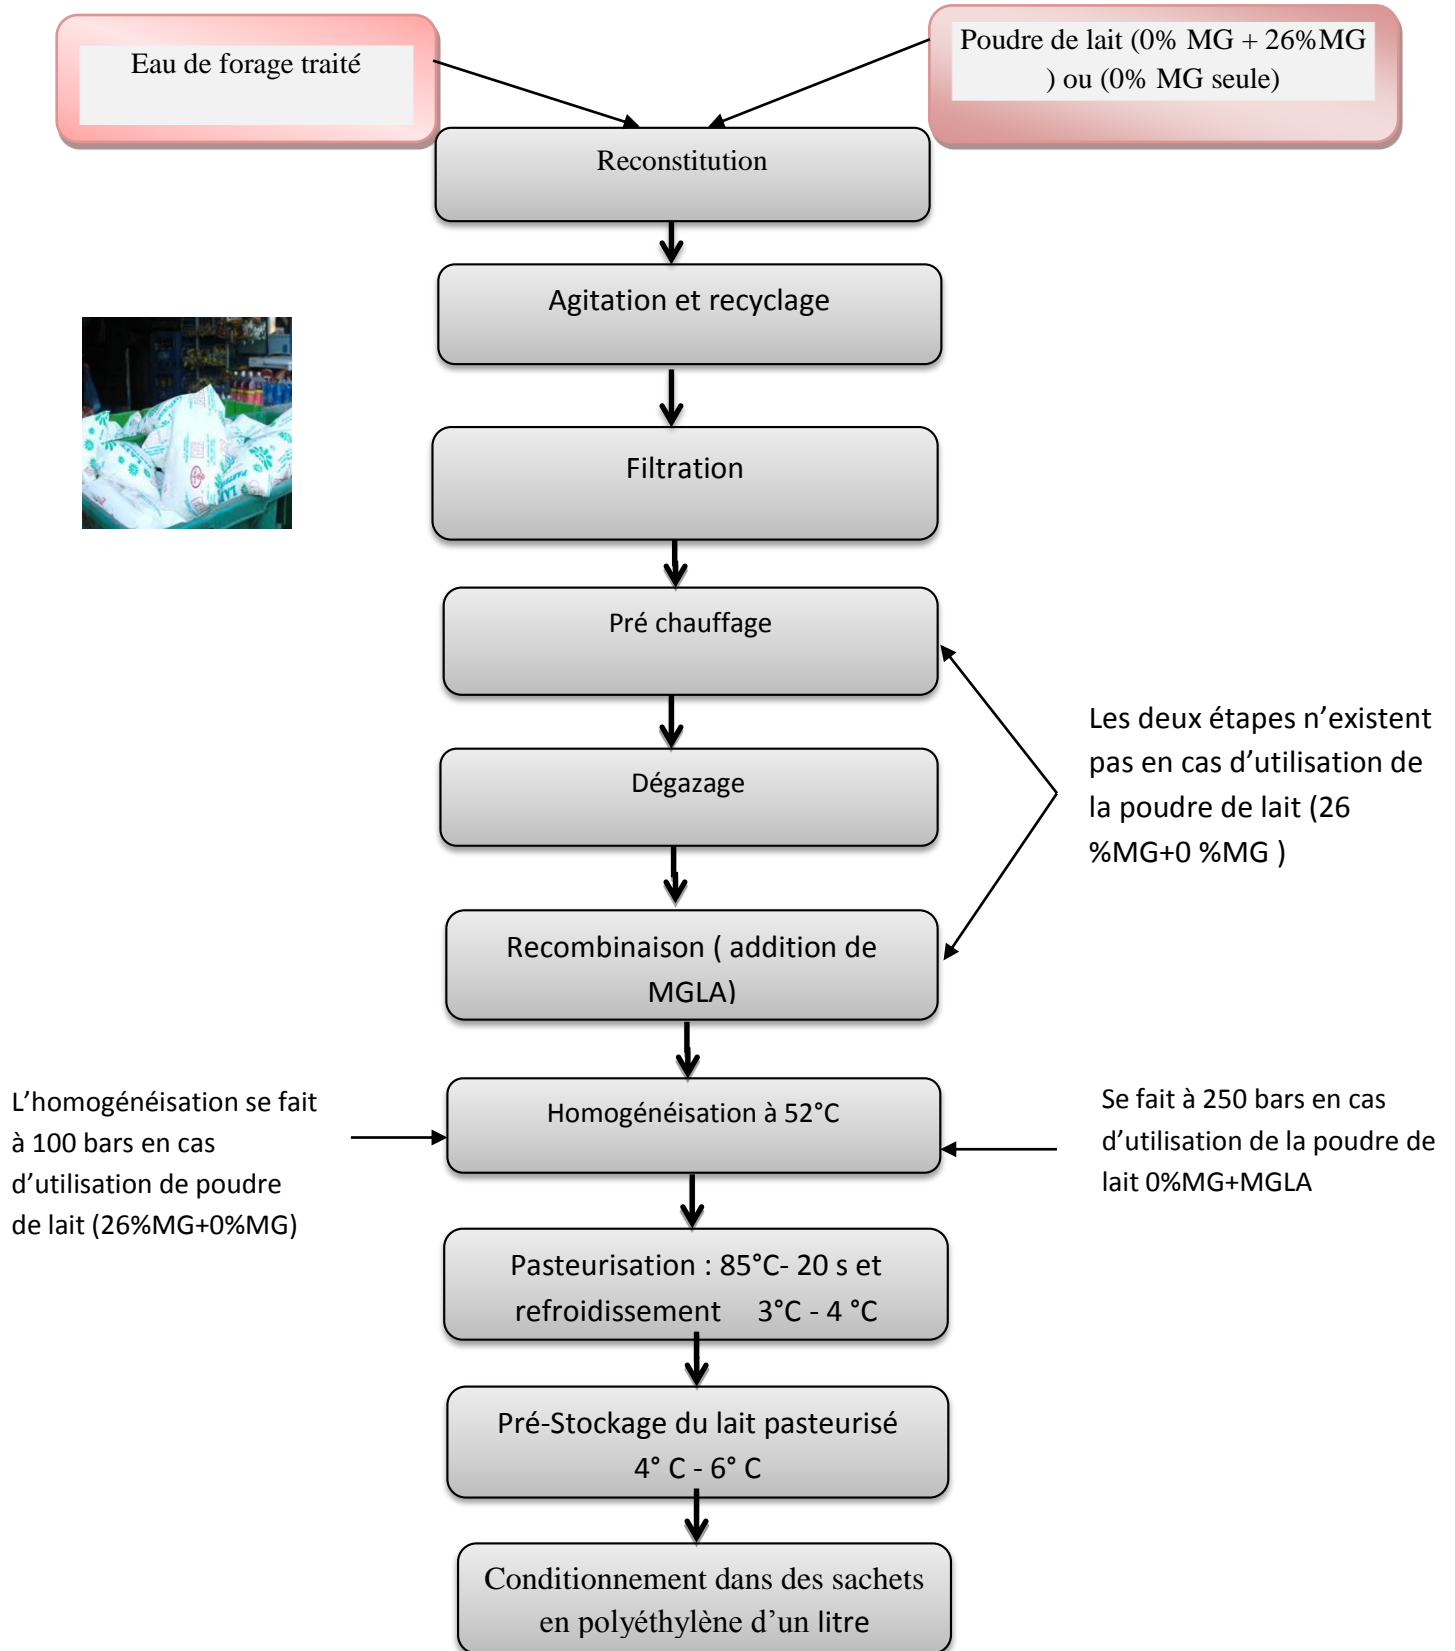 Eau de forage traité
Poudre de lait (0% MG + 26%MG
) ou (0% MG seule)
Reconstitution
Agitation et recyclage
Filtration
Pré chauffage
Les deux étapes n’existent
pas en cas d’utilisation de
la poudre de lait (26
%MG+0 %MG )
Dégazage
Recombinaison ( addition de
MGLA)
L’homogénéisation se fait
à 100 bars en cas
d’utilisation de poudre
de lait (26%MG+0%MG)
Homogénéisation à 52°C
Se fait à 250 bars en cas
d’utilisation de la poudre de
lait 0%MG+MGLA
Pasteurisation : 85°C- 20 s et
refroidissement 3°C - 4 °C
Pré-Stockage du lait pasteurisé
4° C - 6° C
Conditionnement dans des sachets
en polyéthylène d’un litre